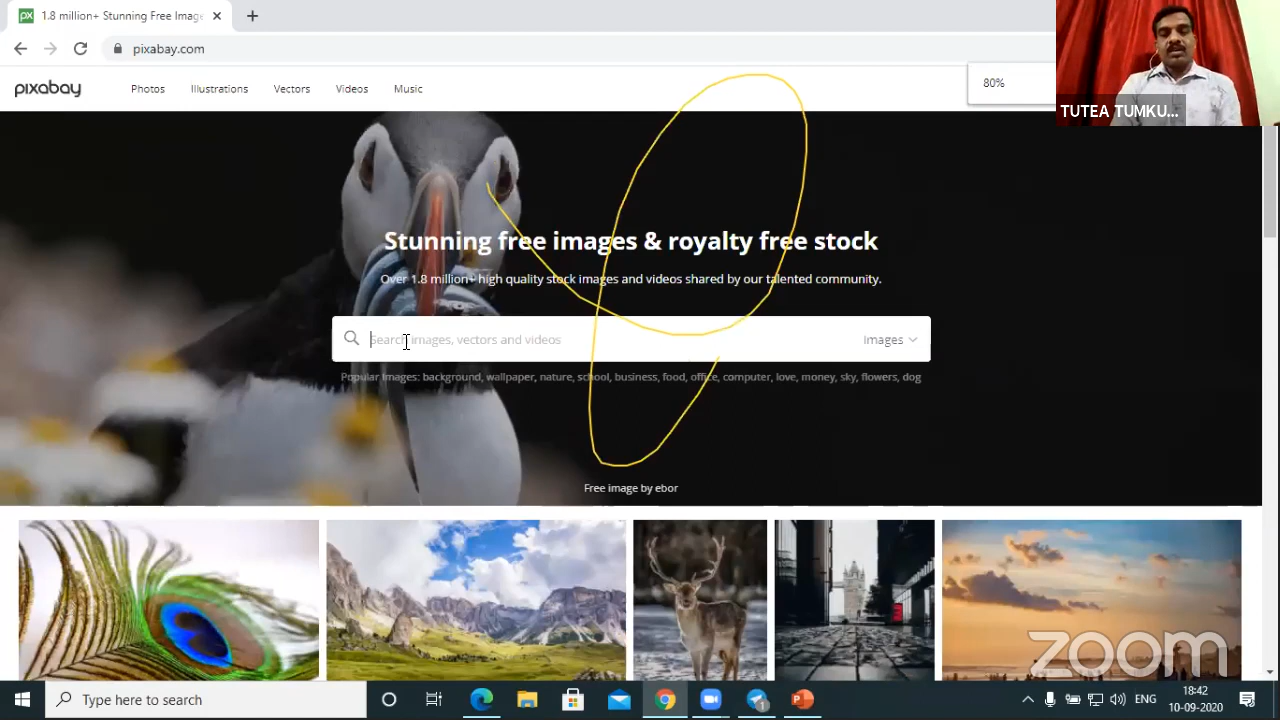 1.8 million+ Stunning Free Image
pixabay.com
pixabay
Photos
Illustrations
Vectors
Videos
Music
80%
TUTEA TUMKU...
Stunning free images & royalty free stock
Over 1.8 million+ high quality stock images and videos shared by our talented community.
Search images, vectors and videos
Images
Popular Images: background, wallpaper, nature, school, business, food, office, computer, love, money, sky, flowers, dog
Free image by ebor
zoom
Type here to search
1
ENG
18:42
10-09-2020